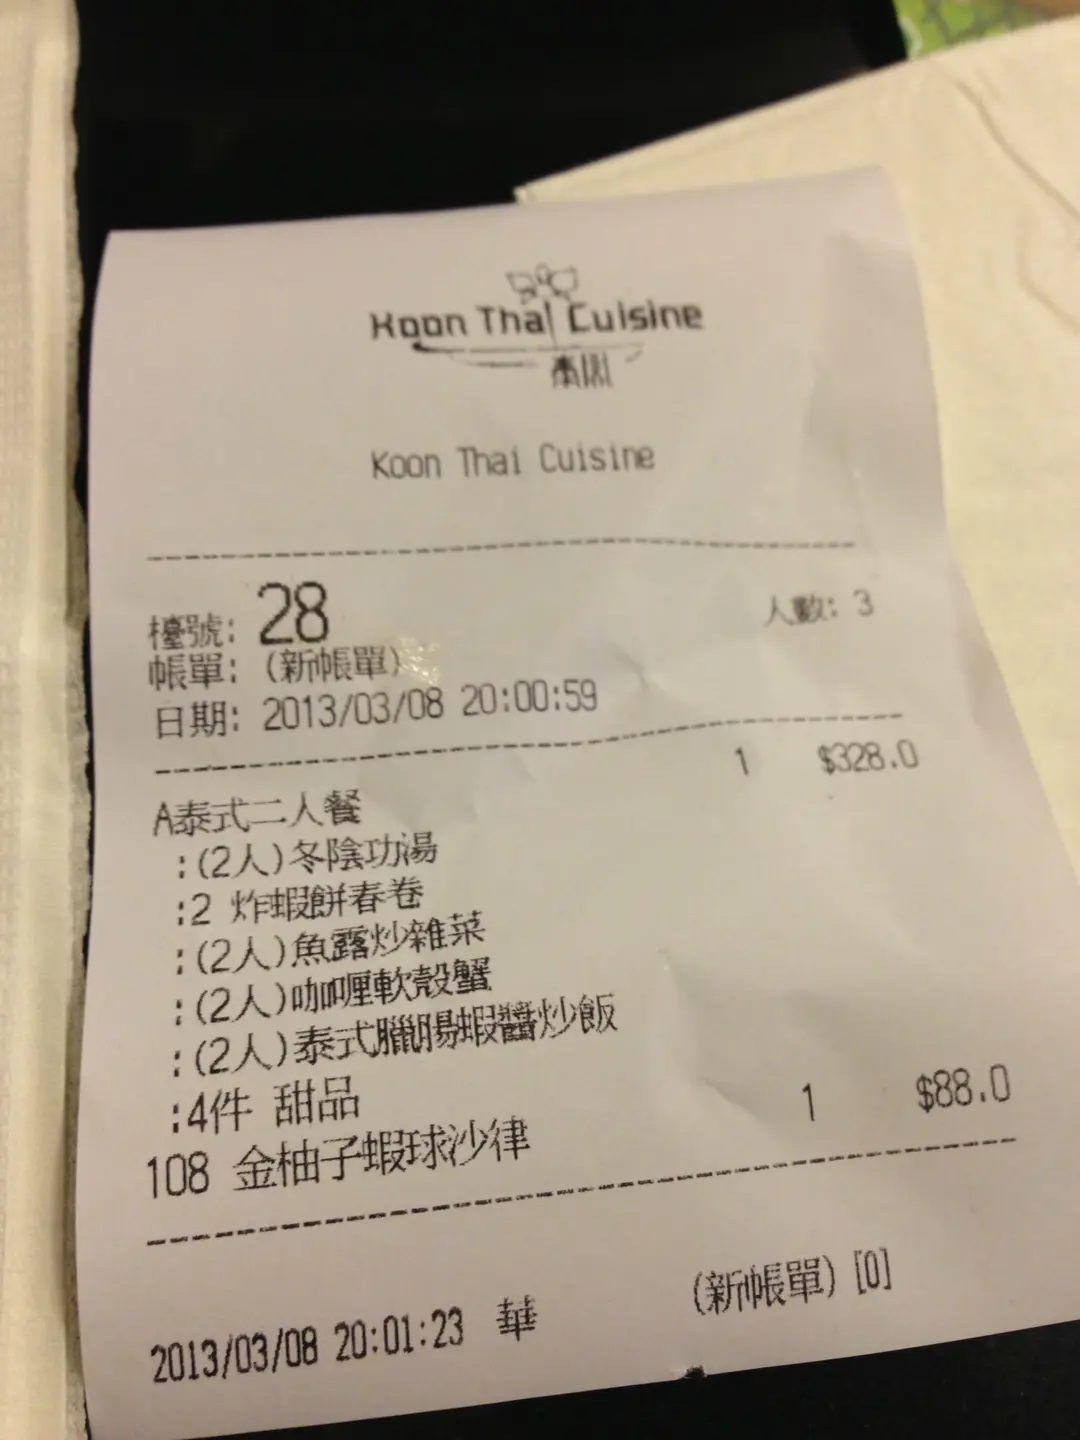 Koon Thai Cuisine
Koon Thai Cuisine
檯號: 28 人數: 3
帳單: (新帳單)
日期: 2013/03/08 20:00:59
1 $328.0
A泰式二人餐
:(2人)冬陰功湯
:2 炸蝦餅春卷
:(2人)魚露炒雜菜
:(2人)咖喱軟殼蟹
:(2人)泰式臘腸蝦醬炒飯
:4件 甜品
1 $88.0
108 金柚子蝦球沙律
(新帳單) [0]
2013/03/08 20:01:23 華